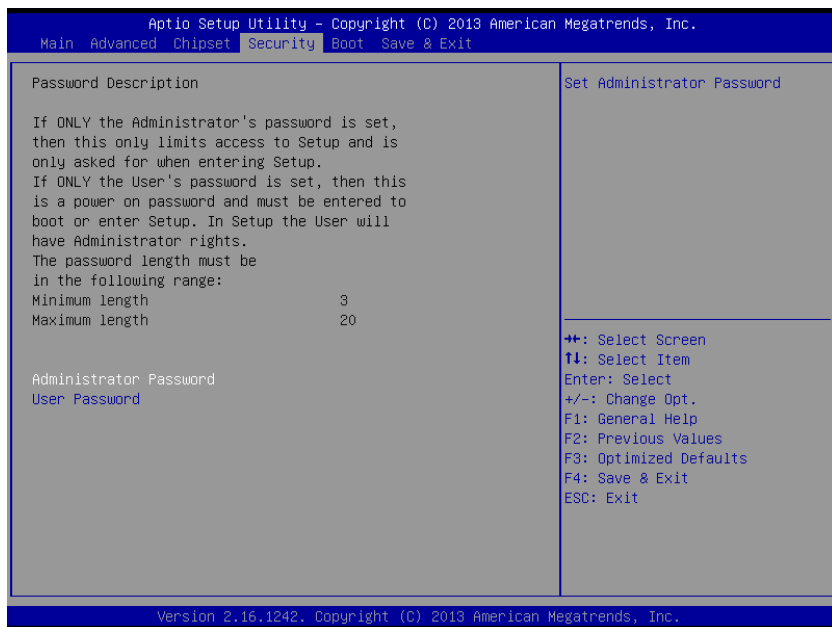 Aptio Setup Utility – Copyright (C) 2013 American Megatrends, Inc.
Main Advanced Chipset Security Boot Save & Exit
Password Description
If ONLY the Administrator's password is set,
then this only limits access to Setup and is
only asked for when entering Setup.
If ONLY the User's password is set, then this
is a power on password and must be entered to
boot or enter Setup. In Setup the User will
have Administrator rights.
The password length must be
in the following range:
Minimum length 3
Maximum length 20
Administrator Password
User Password
Set Administrator Password
→←: Select Screen
↑↓: Select Item
Enter: Select
+/-: Change Opt.
F1: General Help
F2: Previous Values
F3: Optimized Defaults
F4: Save & Exit
ESC: Exit
Version 2.16.1242. Copyright (C) 2013 American Megatrends, Inc.